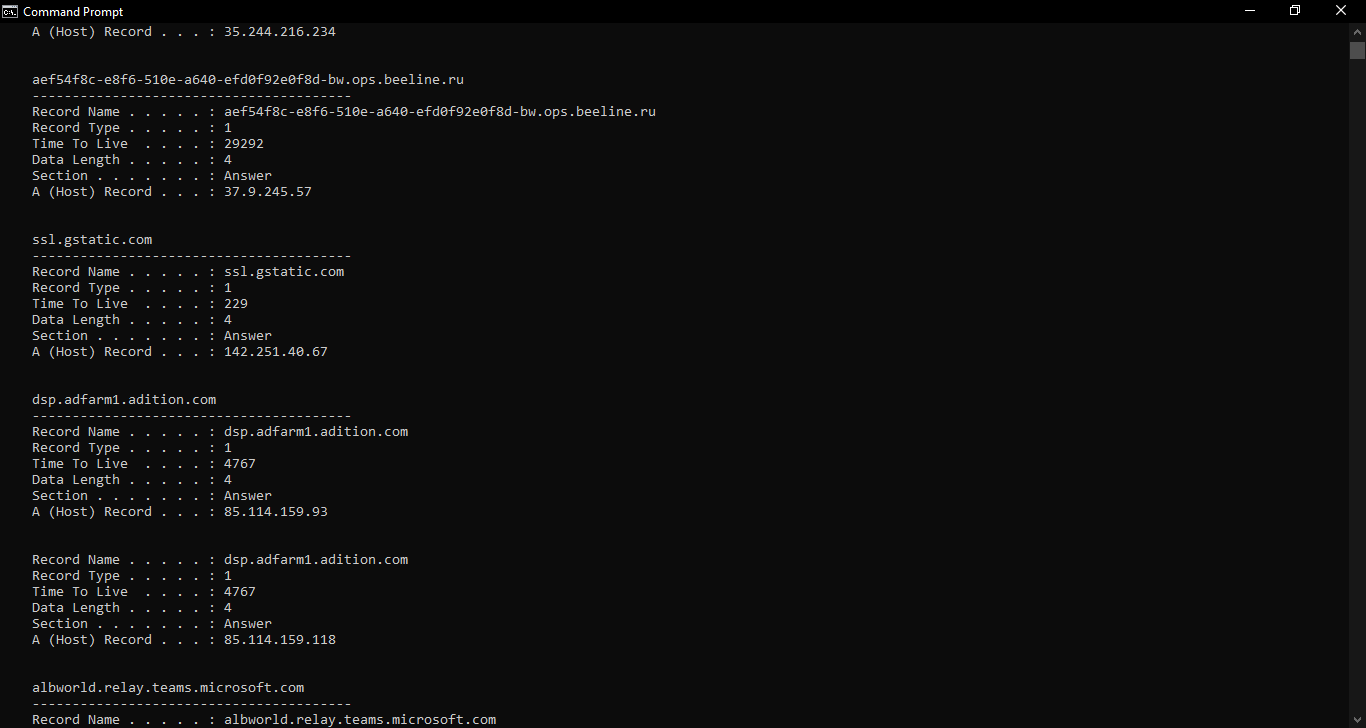 Command Prompt
A (Host) Record . . . : 35.244.216.234
aef54f8c-e8f6-510e-a640-efd0f92e0f8d-bw.ops.beeline.ru
----------------------------------------
Record Name . . . . . : aef54f8c-e8f6-510e-a640-efd0f92e0f8d-bw.ops.beeline.ru
Record Type . . . . . : 1
Time To Live  . . . . : 29292
Data Length . . . . . : 4
Section . . . . . . . : Answer
A (Host) Record . . . : 37.9.245.57
ssl.gstatic.com
----------------------------------------
Record Name . . . . . : ssl.gstatic.com
Record Type . . . . . : 1
Time To Live  . . . . : 229
Data Length . . . . . : 4
Section . . . . . . . : Answer
A (Host) Record . . . : 142.251.40.67
dsp.adfarm1.adition.com
----------------------------------------
Record Name . . . . . : dsp.adfarm1.adition.com
Record Type . . . . . : 1
Time To Live  . . . . : 4767
Data Length . . . . . : 4
Section . . . . . . . : Answer
A (Host) Record . . . : 85.114.159.93
Record Name . . . . . : dsp.adfarm1.adition.com
Record Type . . . . . : 1
Time To Live  . . . . : 4767
Data Length . . . . . : 4
Section . . . . . . . : Answer
A (Host) Record . . . : 85.114.159.118
albworld.relay.teams.microsoft.com
----------------------------------------
Record Name . . . . . : albworld.relay.teams.microsoft.com